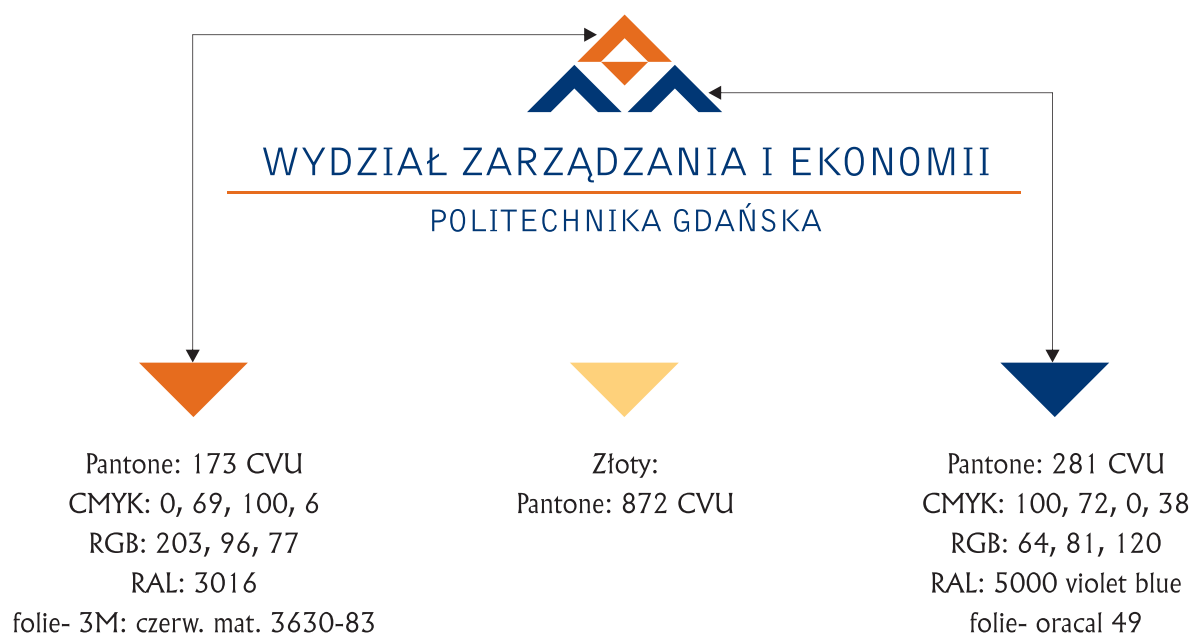 WYDZIAŁ ZARZĄDZANIA I EKONOMII
POLITECHNIKA GDAŃSKA
Pantone: 173 CVU
CMYK: 0, 69, 100, 6
RGB: 203, 96, 77
RAL: 3016
folie- 3M: czerw. mat. 3630-83
Złoty:
Pantone: 872 CVU
Pantone: 281 CVU
CMYK: 100, 72, 0, 38
RGB: 64, 81, 120
RAL: 5000 violet blue
folie- oracal 49